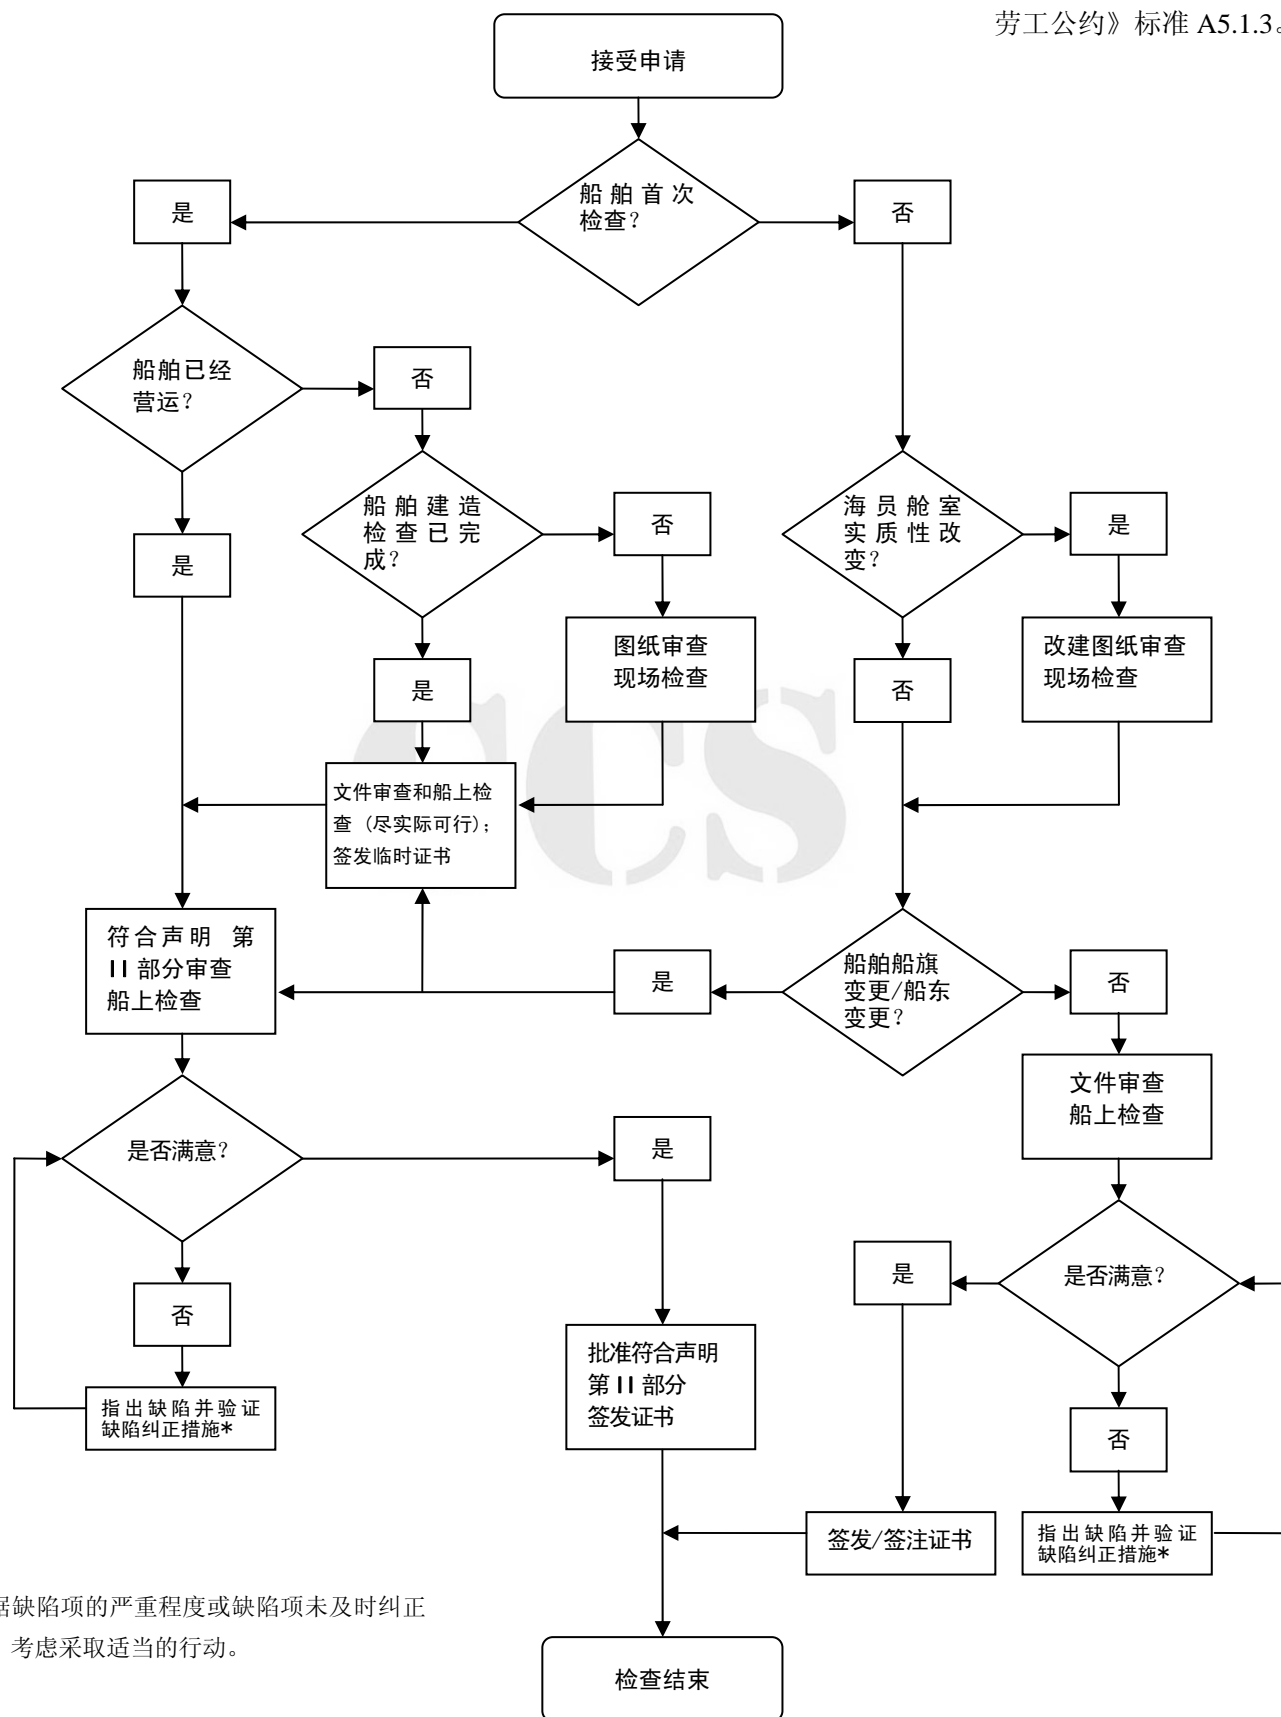 劳工公约》标准 A5.1.3。
接受申请
船舶首次
检查？
是
否
船舶已经
营运？
否
船舶建造
检查已完
成？
否
海员舱室
实质性改
变？
是
是
图纸审查
现场检查
改建图纸审查
现场检查
是
否
CCS
文件审查和船上检
查（尽实际可行）；
签发临时证书
符合声明 第
II 部分审查
船上检查
是
船舶船旗
变更/船东
变更？
否
文件审查
船上检查
是否满意？
是
是
是否满意？
否
批准符合声明
第 II 部分
签发证书
指出缺陷并验证
缺陷纠正措施*
否
签发/签注证书
指出缺陷并验证
缺陷纠正措施*
据缺陷项的严重程度或缺陷项未及时纠正
考虑采取适当的行动。
检查结束